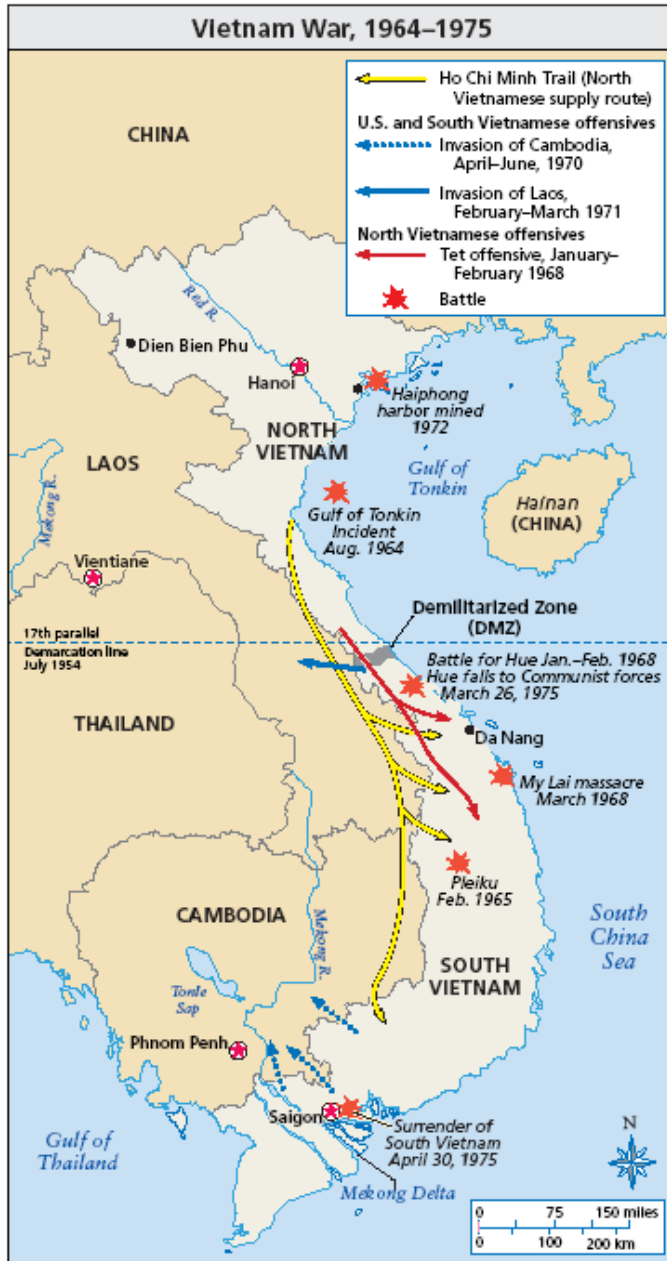 Vietnam War, 1964–1975
Ho Chi Minh Trail (North
Vietnamese supply route)
U.S. and South Vietnamese offensives
Invasion of Cambodia,
April–June, 1970
Invasion of Laos,
February–March 1971
North Vietnamese offensives
Tet offensive, January–
February 1968
Battle
CHINA
Red R.
Dien Bien Phu
Hanoi
Haiphong
harbor mined
1972
NORTH
VIETNAM
LAOS
Gulf of
Tonkin
Mekong R.
Hainan
(CHINA)
Gulf of Tonkin
Incident
Aug. 1964
Vientiane
Demilitarized Zone
(DMZ)
17th parallel
Demarcation line
July 1954
Battle for Hue Jan.–Feb. 1968
Hue falls to Communist forces
March 26, 1975
THAILAND
Da Nang
My Lai massacre
March 1968
Pleiku
Feb. 1965
CAMBODIA
Mekong R.
South
China
Sea
SOUTH
VIETNAM
Tonle
Sap
Phnom Penh
Saigon
Surrender of
South Vietnam
April 30, 1975
Gulf of
Thailand
Mekong Delta
N
0 75 150 miles
0 100 200 km